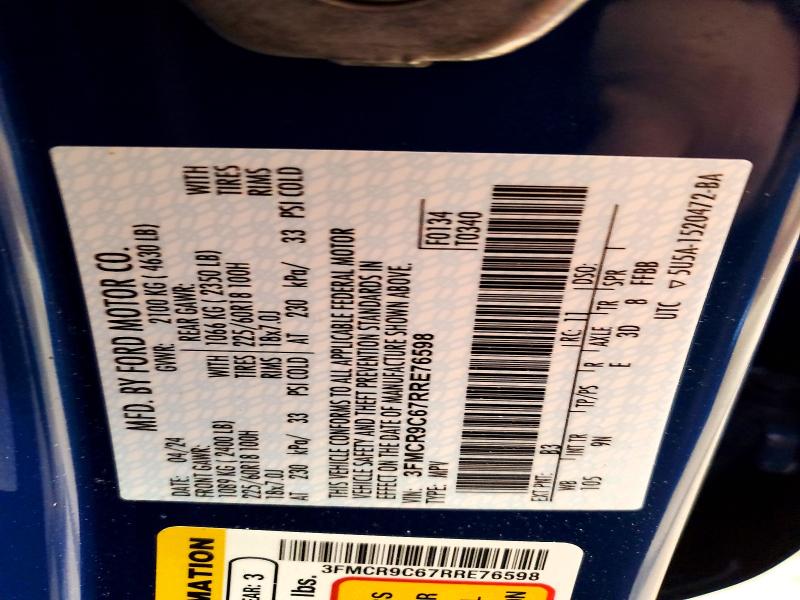 MFD. BY FORD MOTOR CO.
DATE: 04/24 GVWR: 2100 KG ( 4630 LB)
FRONT GAWR: REAR GAWR:
1089 KG ( 2400 LB) WITH 1066 KG ( 2350 LB) WITH
225/60R18 100H TIRES 225/60R18 100H TIRES
18x7.0J RIMS 18x7.0J RIMS
AT 230 kPa/ 33 PSI COLD AT 230 kPa/ 33 PSI COLD
THIS VEHICLE CONFORMS TO ALL APPLICABLE FEDERAL MOTOR
VEHICLE SAFETY AND THEFT PREVENTION STANDARDS IN
EFFECT ON THE DATE OF MANUFACTURE SHOWN ABOVE.
VIN: 3FMCR9C67RRE76598 F0134
TYPE: MPV T0340
EXT PNT: B3 RC: 11 DSO:
WB INT TR TP/PS R AXLE TR SPR
105 9N E 3D 8 FFBB
UTC ▽ 5U5A-1520472-BA
MATION
EAR: 3
3FMCR9C67RRE76598
lbs.